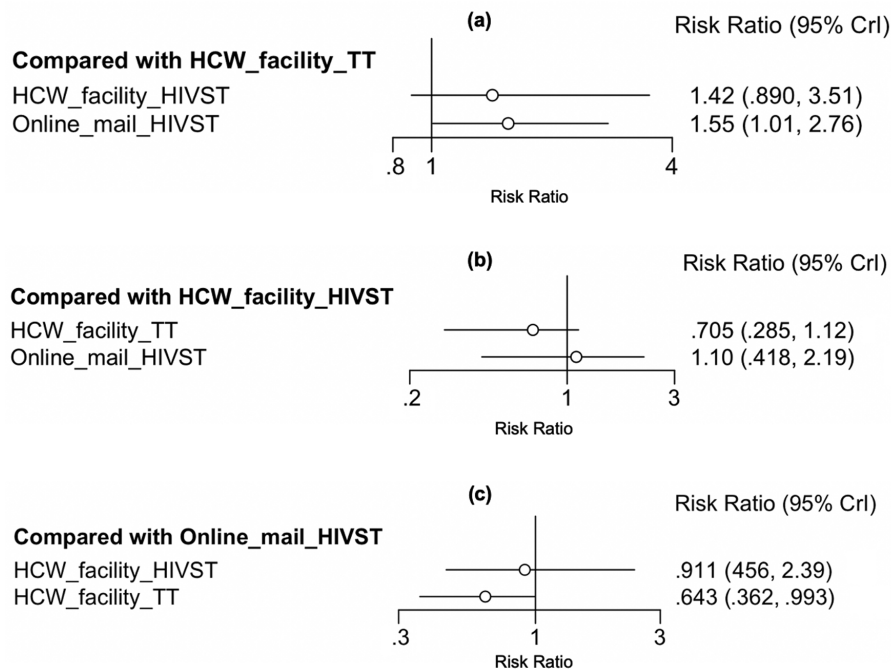 (a)
Risk Ratio (95% Crl)
Compared with HCW_facility_TT
HCW_facility_HIVST 1.42 (.890, 3.51)
Online_mail_HIVST 1.55 (1.01, 2.76)
.8 1 4
Risk Ratio
(b)
Risk Ratio (95% Crl)
Compared with HCW_facility_HIVST
HCW_facility_TT .705 (.285, 1.12)
Online_mail_HIVST 1.10 (.418, 2.19)
.2 1 3
Risk Ratio
(c)
Risk Ratio (95% Crl)
Compared with Online_mail_HIVST
HCW_facility_HIVST .911 (456, 2.39)
HCW_facility_TT .643 (.362, .993)
.3 1 3
Risk Ratio